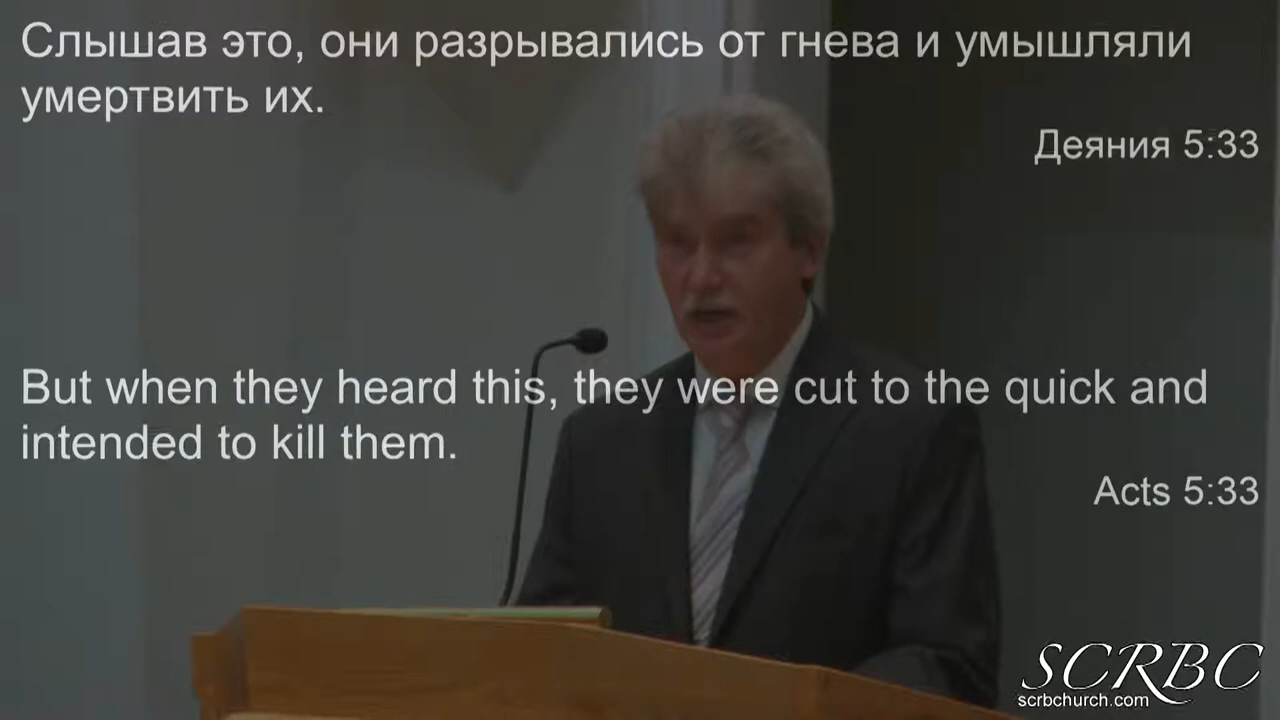 Слышав это, они разрывались от гнева и умышляли
умертвить их.
Деяния 5:33
But when they heard this, they were cut to the quick and
intended to kill them.
Acts 5:33
SCRBC
scrbchurch.com